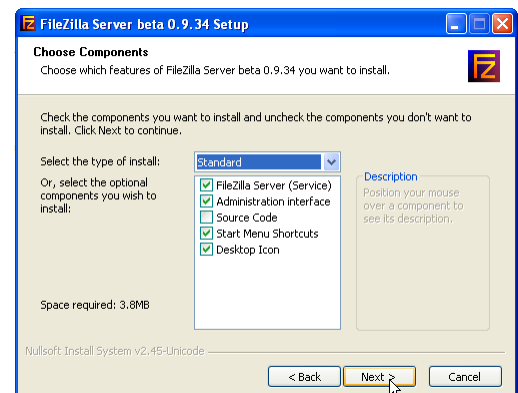 FileZilla Server beta 0.9.34 Setup
Choose Components
Choose which features of FileZilla Server beta 0.9.34 you want to install.
FZ
Check the components you want to install and uncheck the components you don't want to
install. Click Next to continue.
Select the type of install:
Standard
Or, select the optional
components you wish to
install:
FileZilla Server (Service)
Administration interface
Source Code
Start Menu Shortcuts
Desktop Icon
Description
Position your mouse
over a component to
see its description.
Space required: 3.8MB
Nullsoft Install System v2.45-Unicode
< Back
Next >
Cancel